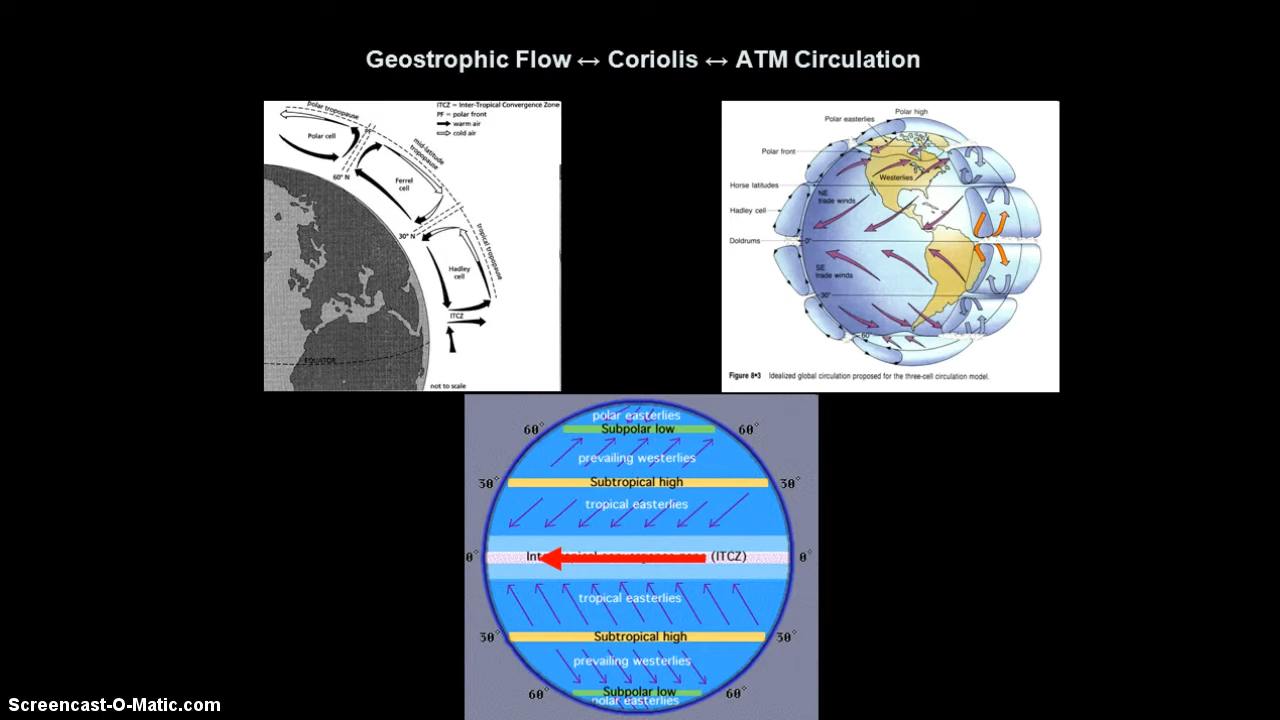 Geostrophic Flow ↔ Coriolis ↔ ATM Circulation
ITCZ = Inter-Tropical Convergence Zone
PF = polar front
warm air
cold air
polar tropopause
Polar cell
PF
mid-latitude
tropopause
60° N
Ferrel
cell
30° N
tropical tropopause
Hadley
cell
ITCZ
EQUATOR
not to scale
Polar high
Polar easterlies
Polar front
Westerlies
Horse latitudes
NE
trade winds
Hadley cell
Doldrums
0°
SE
trade winds
30°
60°
Figure 8•3 Idealized global circulation proposed for the three-cell circulation model.
polar easterlies
60° Subpolar low 60°
prevailing westerlies
30° Subtropical high 30°
tropical easterlies
0° (ITCZ) 0°
tropical easterlies
30° Subtropical high 30°
prevailing westerlies
60° Subpolar low 60°
polar easterlies
Screencast-O-Matic.com